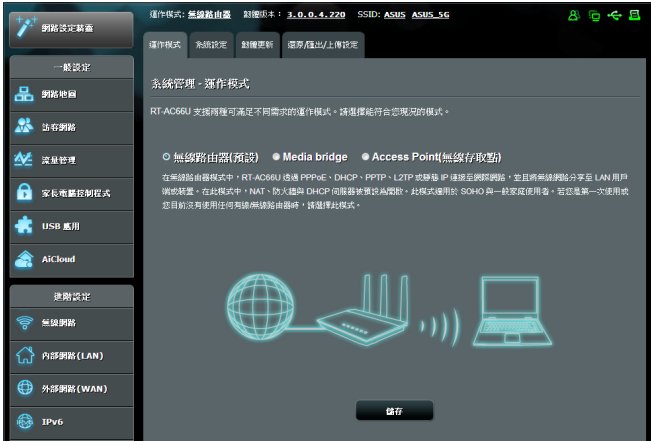 網路設定精靈
運作模式: 無線路由器 韌體版本: 3.0.0.4.220 SSID: ASUS ASUS_5G
運作模式 系統設定 韌體更新 還原/匯出/上傳設定
一般設定
網路地圖
訪客網路
流量管理
家長電腦控制程式
USB 應用
AiCloud
進階設定
無線網路
內部網路(LAN)
外部網路(WAN)
IPv6
系統管理 - 運作模式
RT-AC66U 支援兩種可滿足不同需求的運作模式。請選擇能符合您現況的模式。
無線路由器(預設) Media bridge Access Point(無線存取點)
在無線路由器模式中，RT-AC66U 透過 PPPoE、DHCP、PPTP、L2TP 或靜態 IP 連接至網際網路，並且將無線網路分享至 LAN 用戶
端或裝置。在此模式中，NAT、防火牆與 DHCP 伺服器被預設為開啟。此模式適用於 SOHO 與一般家庭使用者。若您是第一次使用或
您目前沒有使用任何有線/無線路由器時，請選擇此模式。
儲存